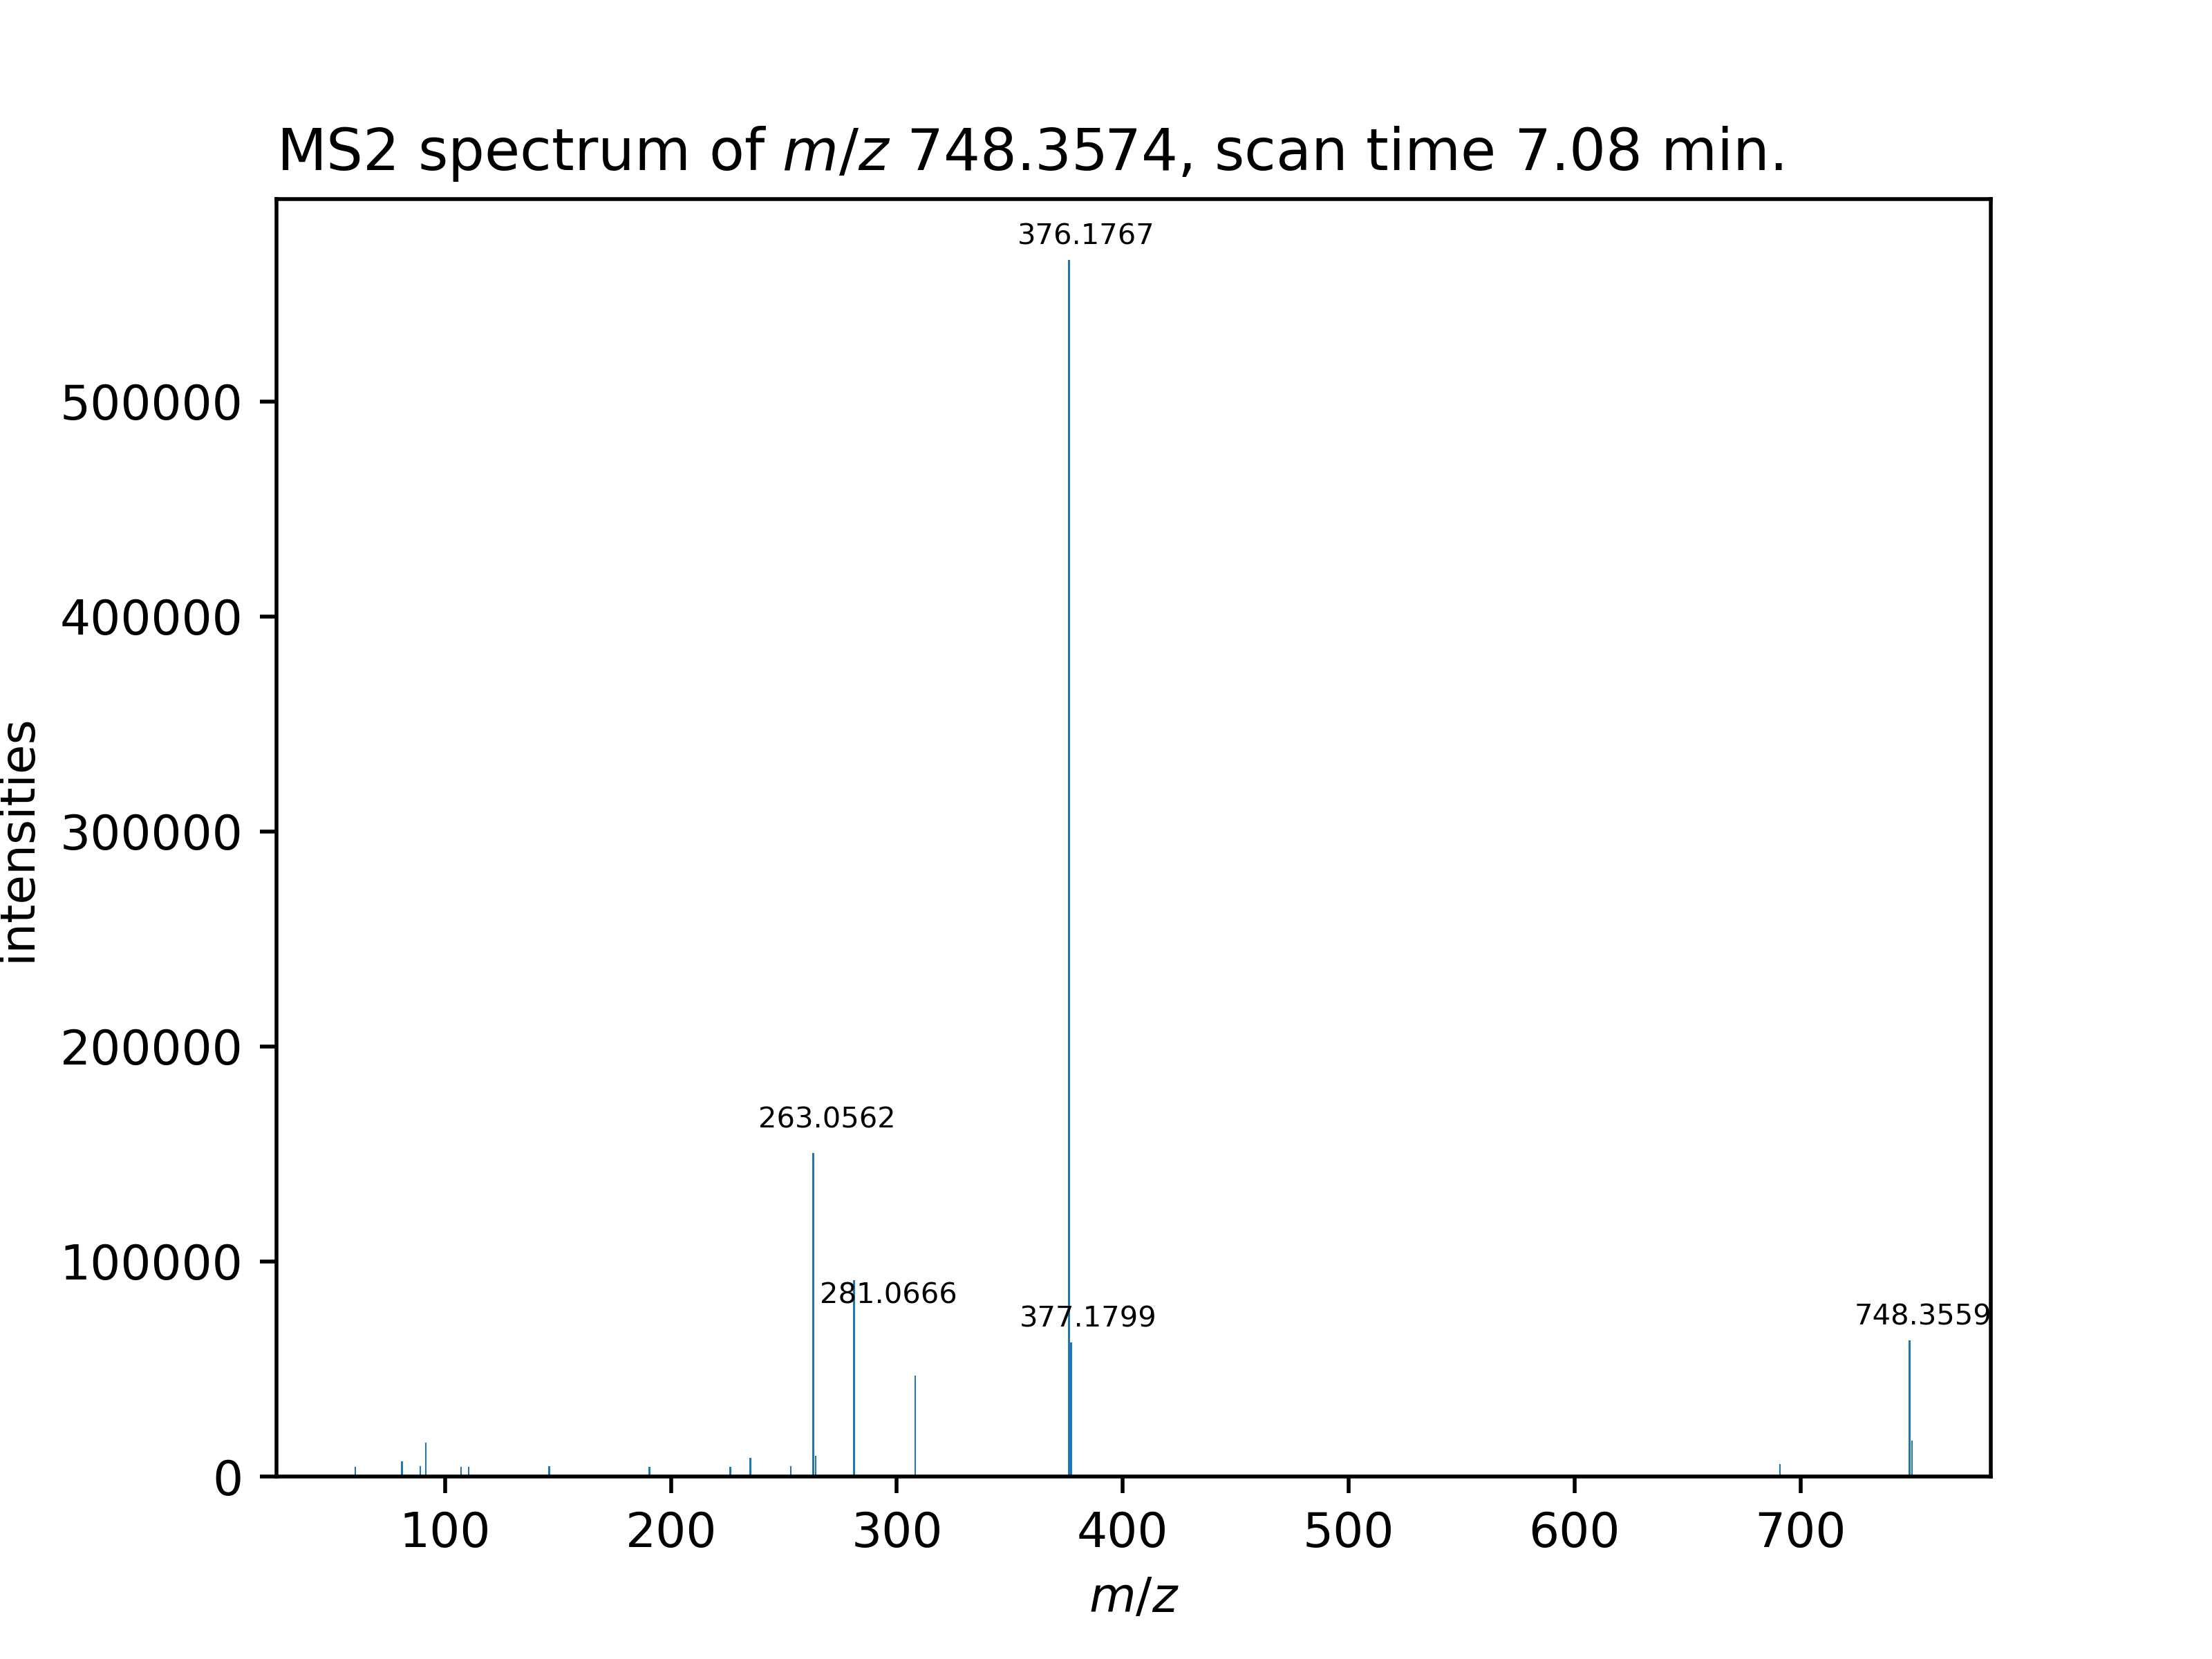 MS2 spectrum of m/z 748.3574, scan time 7.08 min.
376.1767
500000
400000
300000
200000
100000
0
intensities
263.0562
281.0666
377.1799
748.3559
100 200 300 400 500 600 700
m/z